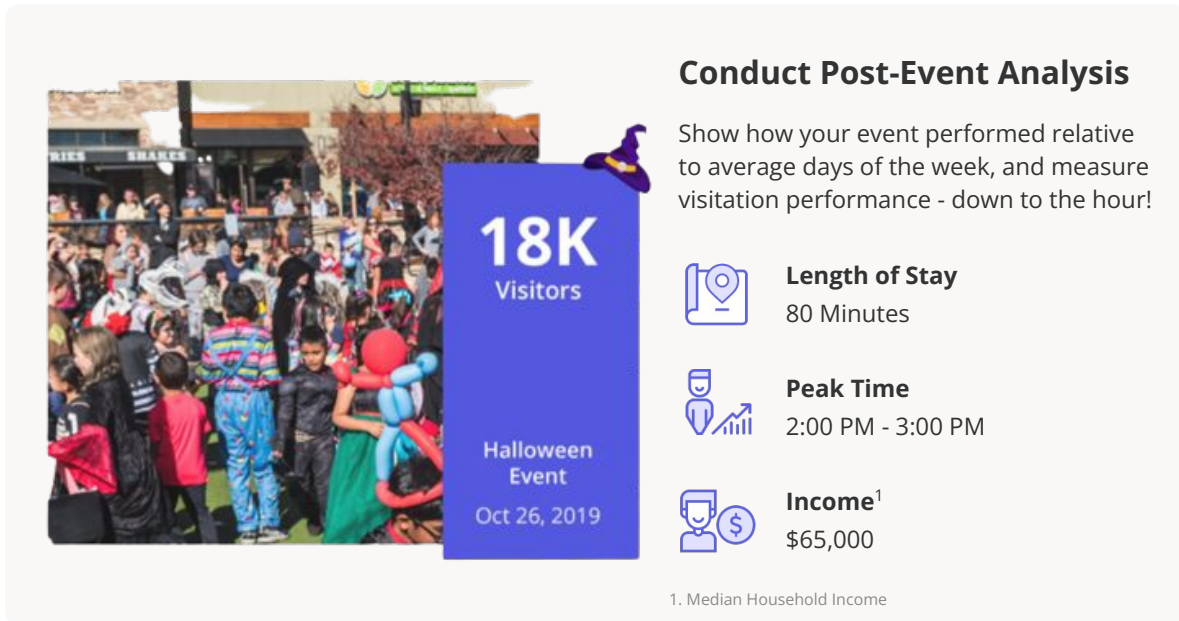 RIES SHAKES
18K
Visitors
Halloween
Event
Oct 26, 2019
Conduct Post-Event Analysis
Show how your event performed relative
to average days of the week, and measure
visitation performance - down to the hour!
Length of Stay
80 Minutes
Peak Time
2:00 PM - 3:00 PM
Income¹
$65,000
1. Median Household Income